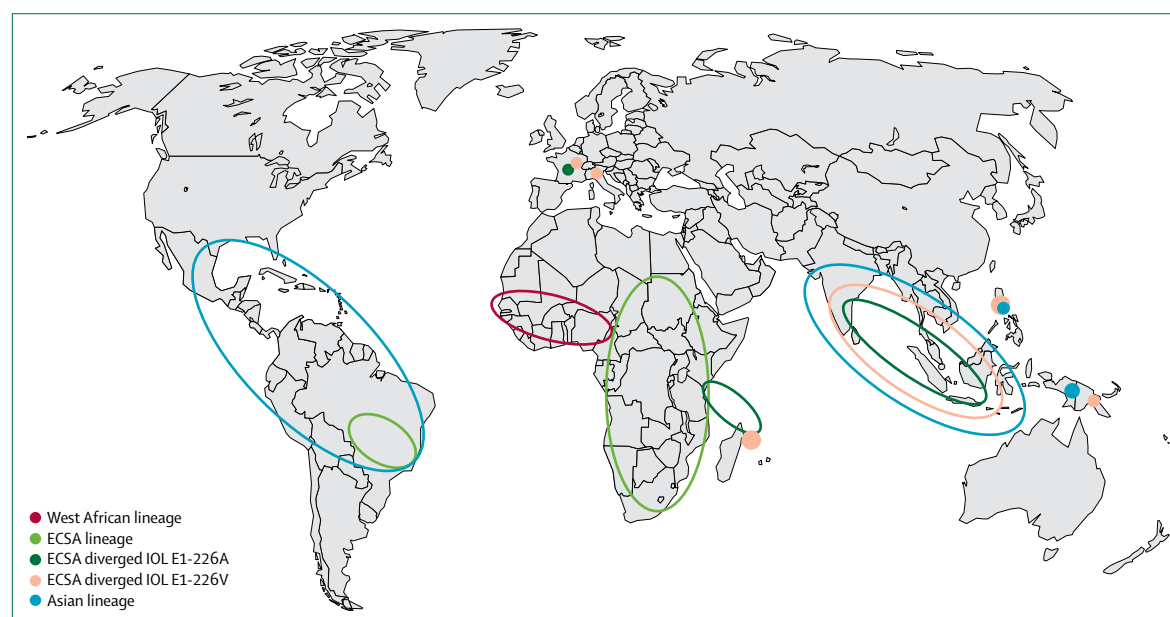 West African lineage
ECSA lineage
ECSA diverged IOL E1-226A
ECSA diverged IOL E1-226V
Asian lineage